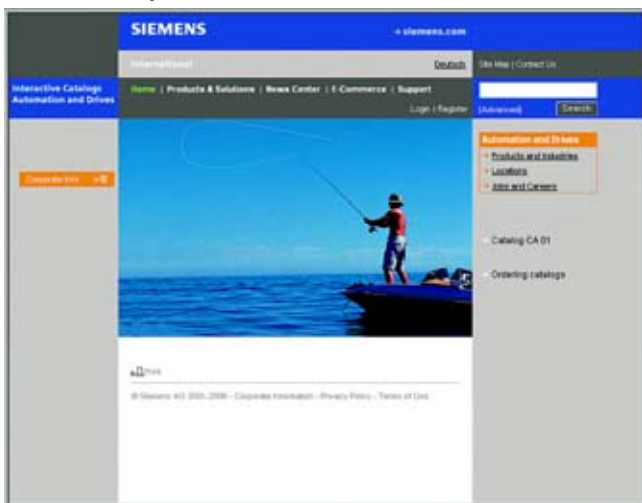 SIEMENS
→ siemens.com
International
Deutsch
Site Map | Contact Us
Interactive Catalogs
Automation and Drives
Home | Products & Solutions | News Center | E-Commerce | Support
Login | Register
[Advanced]
Search
Automation and Drives
Products and Industries
Locations
Jobs and Careers
Corporate Info
Catalog CA 01
Ordering catalogs
Print
© Siemens AG 2001-2006 - Corporate Information - Privacy Policy - Terms of Use